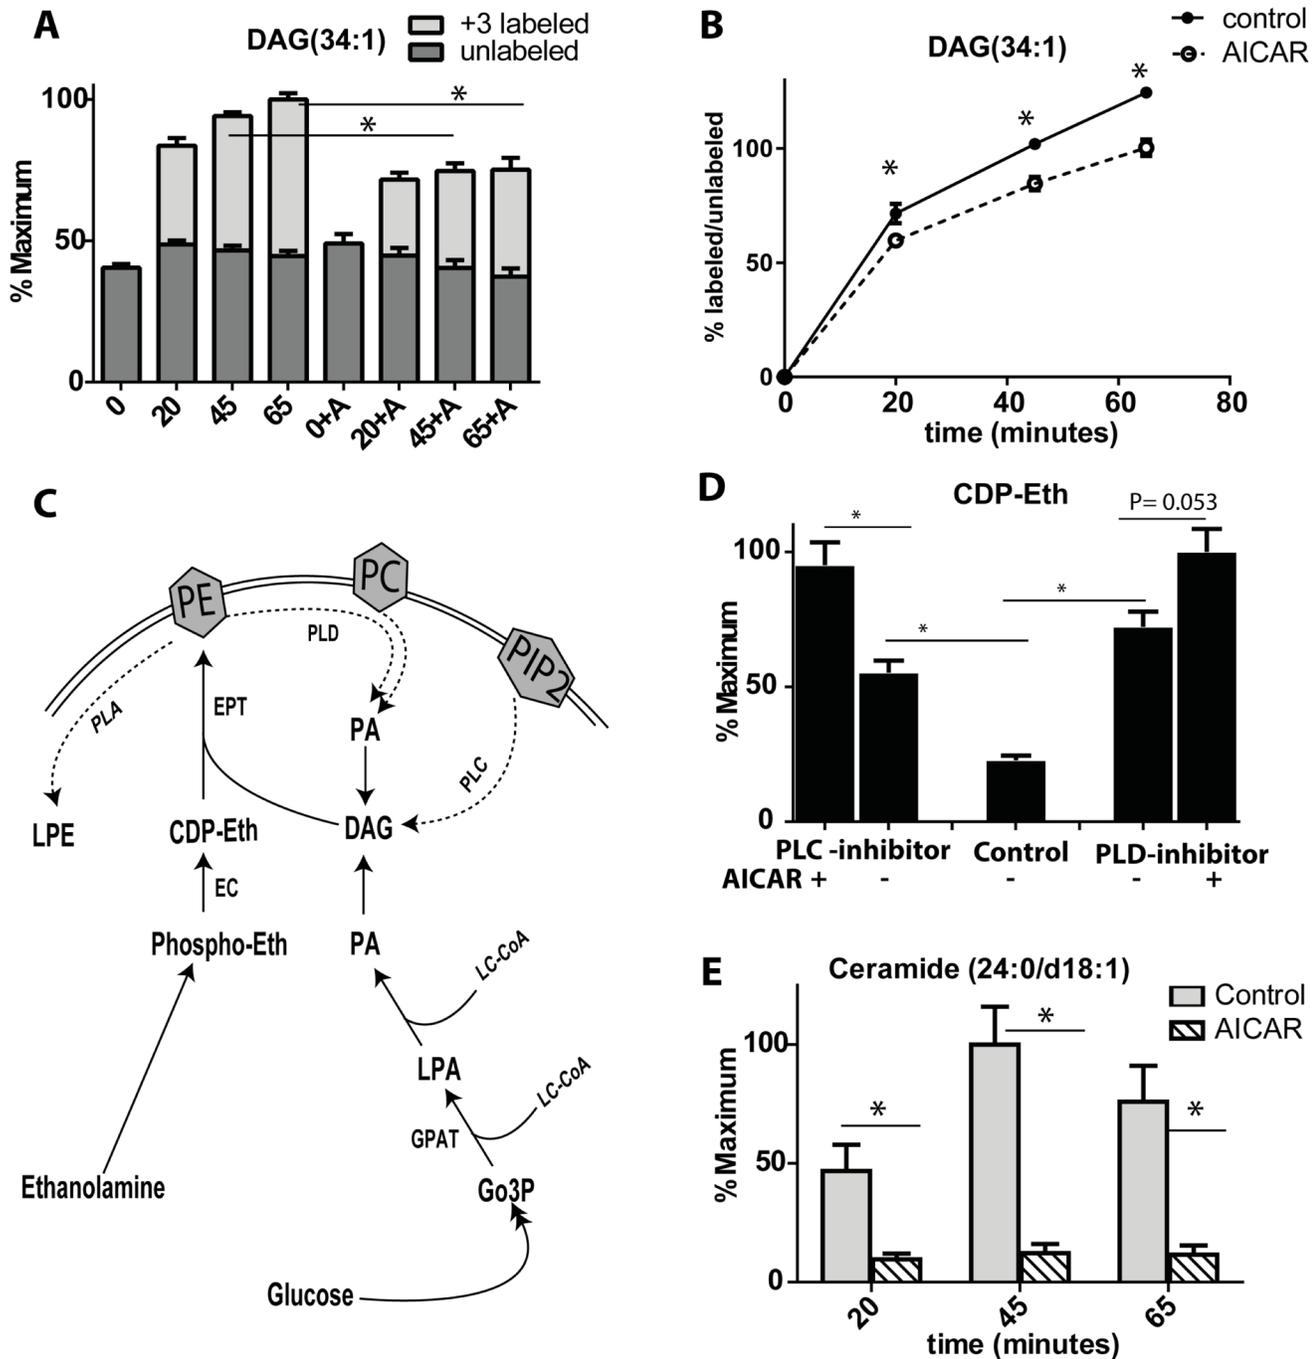 A
DAG(34:1)
+3 labeled
unlabeled
% Maximum
100
50
0
*
*
0
20
45
65
0+A
20+A
45+A
65+A
B
DAG(34:1)
control
AICAR
% labeled/unlabeled
100
50
0
*
*
*
0
20
40
60
80
time (minutes)
C
PE
PC
PIP2
PLD
PLA
EPT
PA
PLC
LPE
CDP-Eth
DAG
EC
Phospho-Eth
PA
LC-CoA
LPA
LC-CoA
GPAT
Ethanolamine
Go3P
Glucose
D
CDP-Eth
P= 0.053
% Maximum
100
50
0
*
*
*
PLC -inhibitor
Control
PLD-inhibitor
AICAR + - - - +
E
Ceramide (24:0/d18:1)
Control
AICAR
% Maximum
100
50
0
*
*
*
20
45
65
time (minutes)